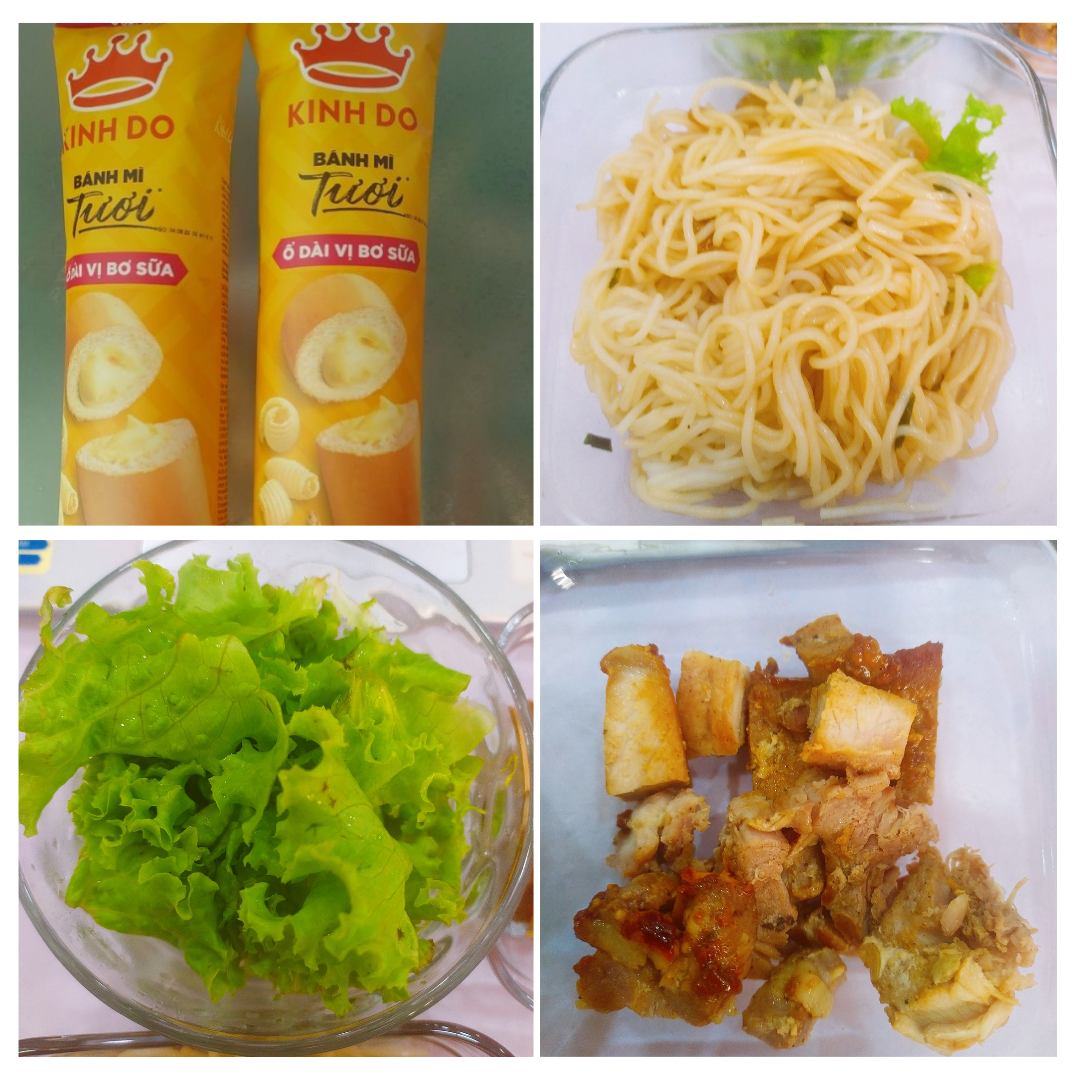 KINH DO
BÁNH MÌ
Tươi
Ổ DÀI VỊ BƠ SỮA
KINH DO
BÁNH MÌ
Tươi
Ổ DÀI VỊ BƠ SỮA